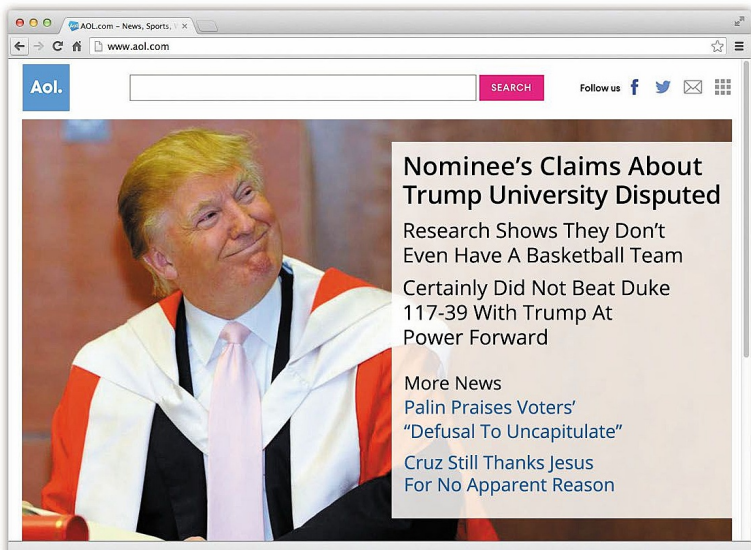 AOL.com – News, Sports,
www.aol.com
Aol.
SEARCH
Follow us
Nominee’s Claims About
Trump University Disputed
Research Shows They Don’t
Even Have A Basketball Team
Certainly Did Not Beat Duke
117-39 With Trump At
Power Forward
More News
Palin Praises Voters’
“Defusal To Uncapitulate”
Cruz Still Thanks Jesus
For No Apparent Reason